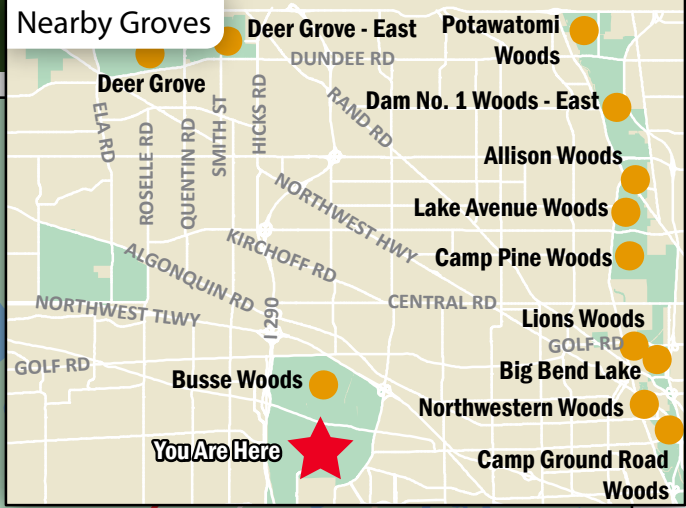 Nearby Groves
Deer Grove - East
Potawatomi
Woods
DUNDEE RD
Deer Grove
Dam No. 1 Woods - East
ELA RD
ROSELLE RD
QUENTIN RD
SMITH ST
HICKS RD
RAND RD
Allison Woods
NORTHWEST HWY
Lake Avenue Woods
KIRCHOFF RD
Camp Pine Woods
ALGONQUIN RD
NORTHWEST TLWY
I 290
CENTRAL RD
Lions Woods
GOLF RD
GOLF RD
Big Bend Lake
Busse Woods
Northwestern Woods
You Are Here
Camp Ground Road
Woods